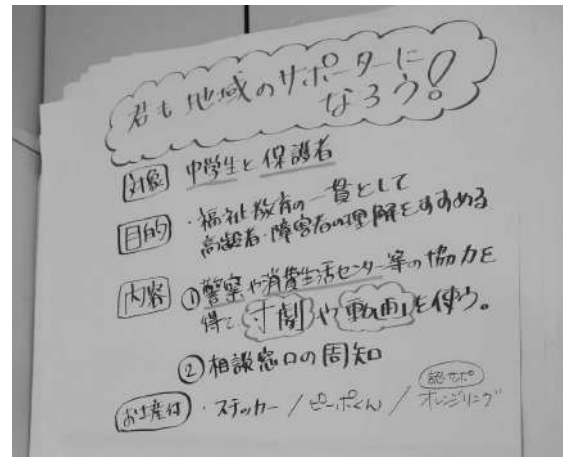 君も地域のサポーターに
なろう!
対象 中学生と保護者
目的 ・福祉教育の一貫として
高齢者・障害者の理解をすすめる
内容 ①警察や消費生活センター等の協力を
得て 寸劇や動画を使う。
②相談窓口の周知
お土産付 ・ステッカー / ピーポくん / 認サポ
オレンジリング